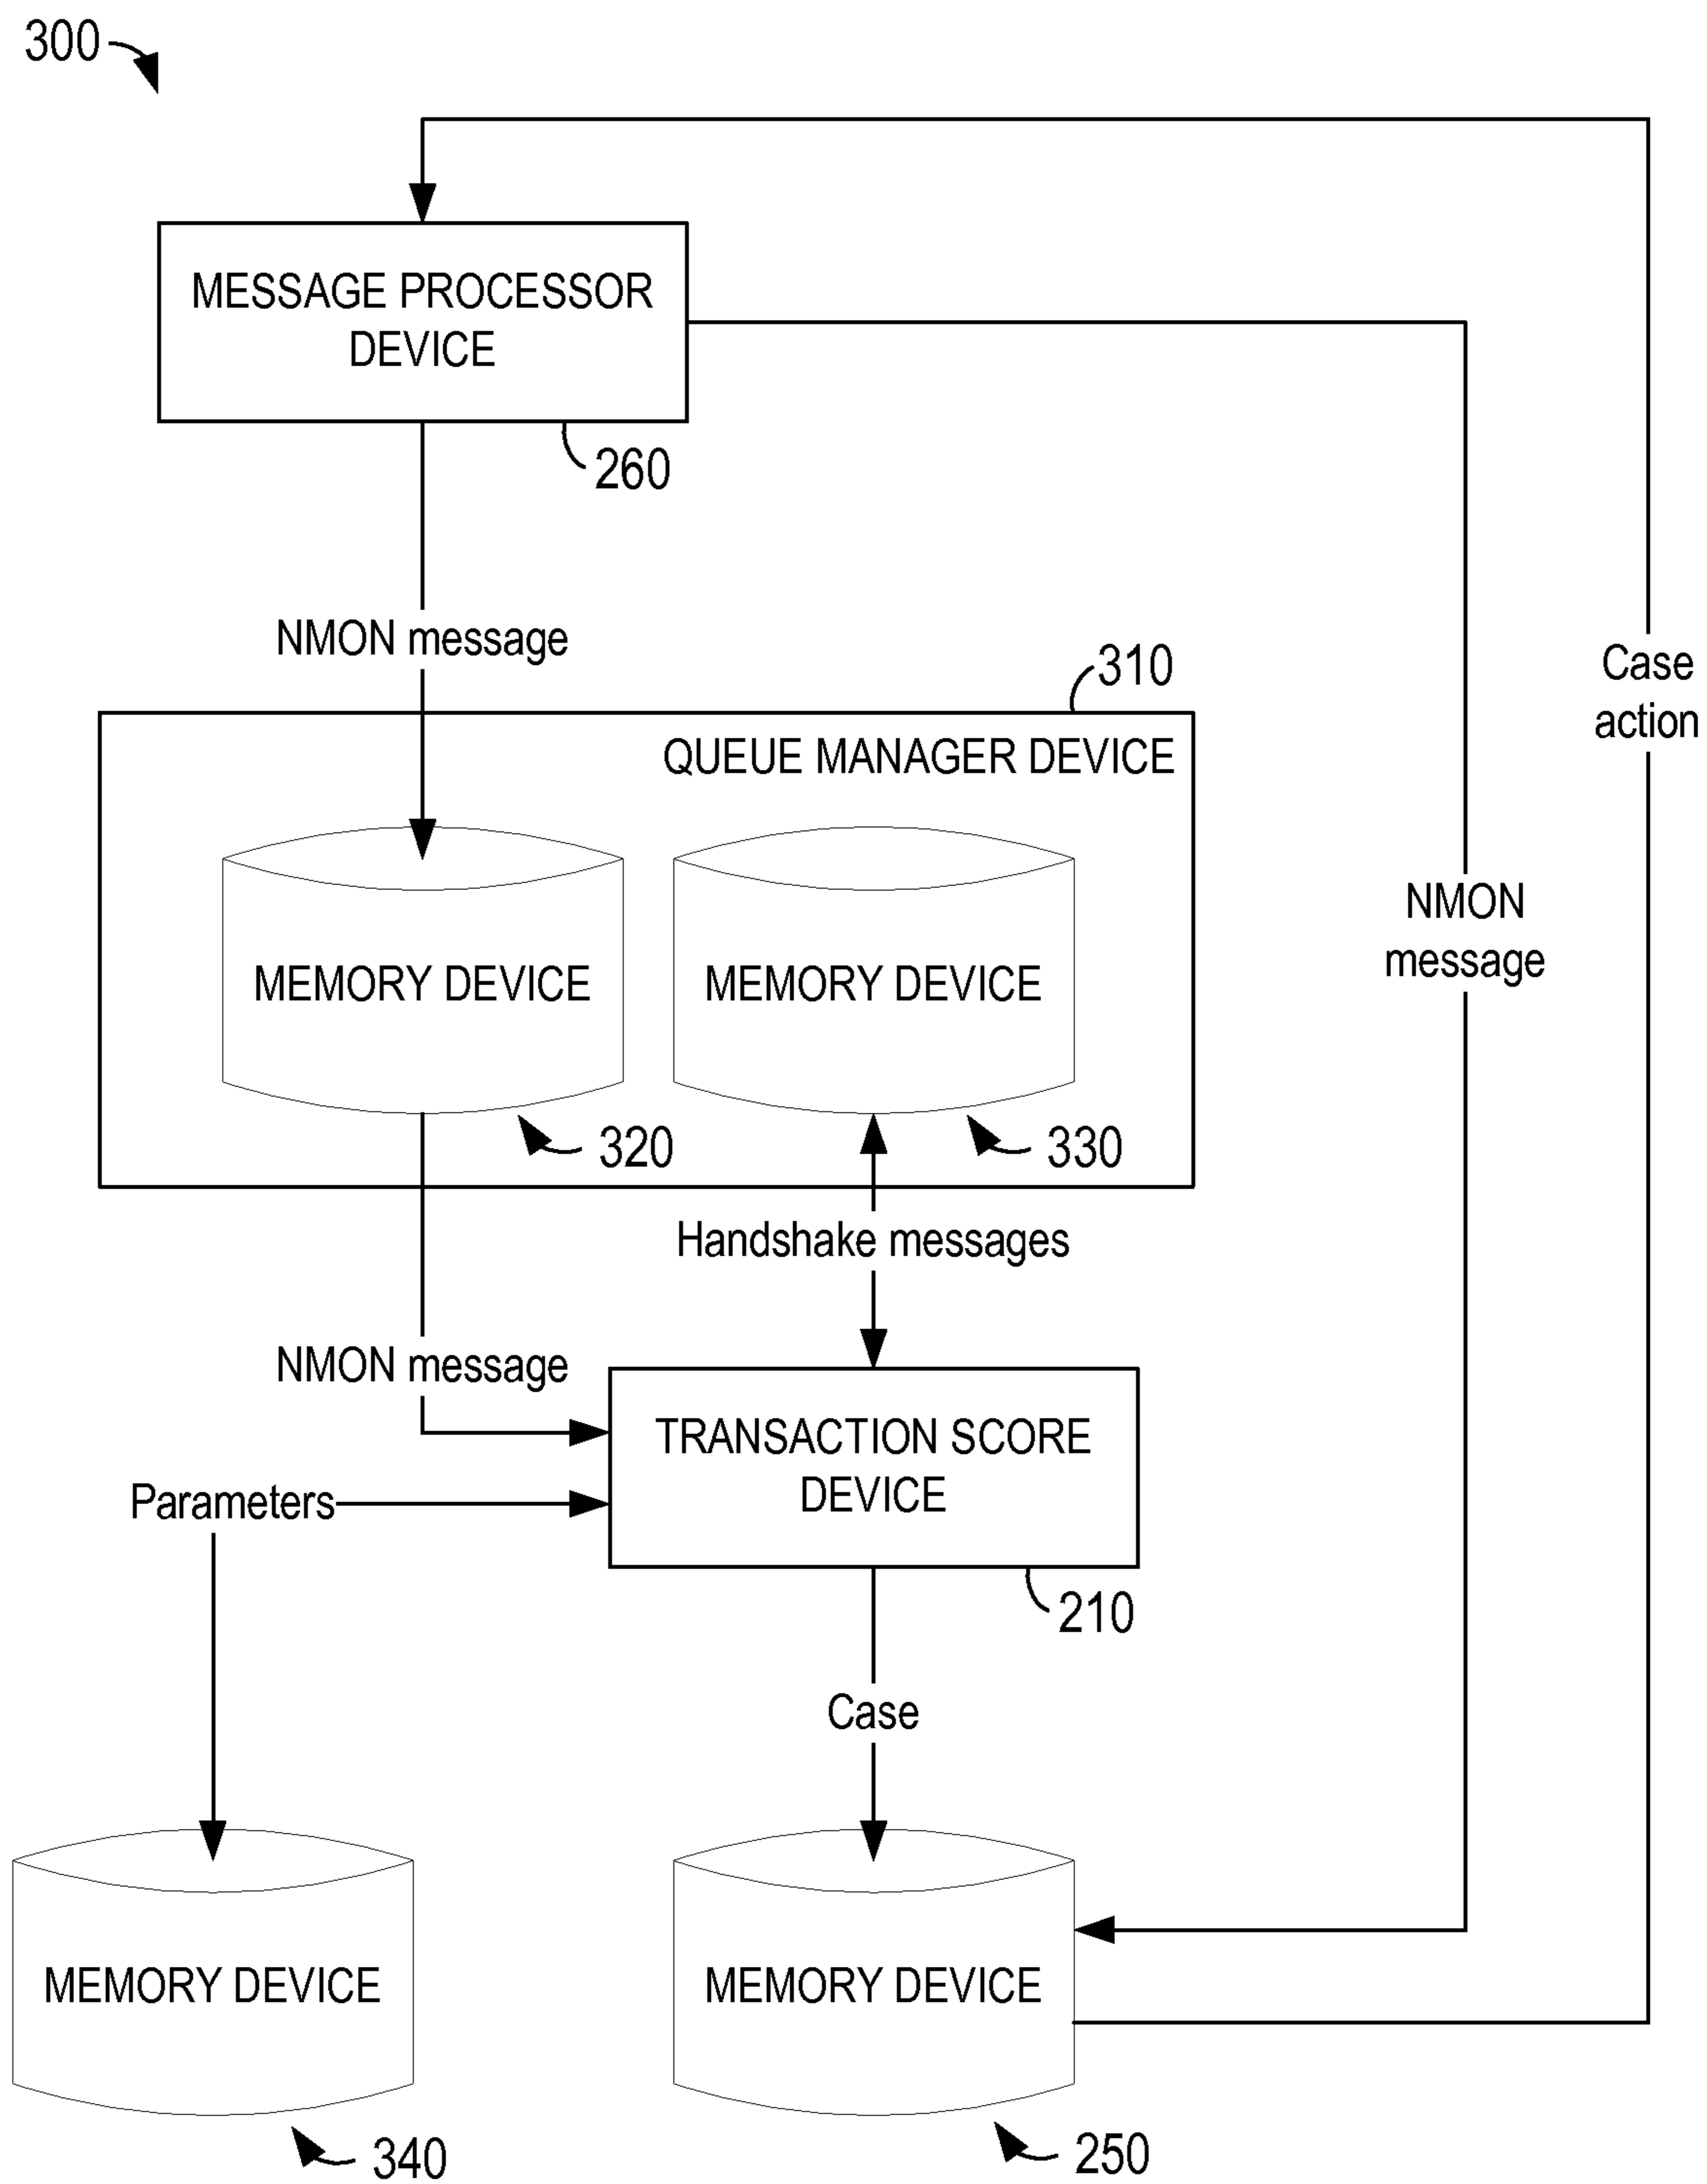 300
MESSAGE PROCESSOR
DEVICE
260
NMON message
310
Case
action
QUEUE MANAGER DEVICE
NMON
message
MEMORY DEVICE
MEMORY DEVICE
320
330
Handshake messages
NMON message
TRANSACTION SCORE
DEVICE
Parameters
210
Case
MEMORY DEVICE
MEMORY DEVICE
340
250